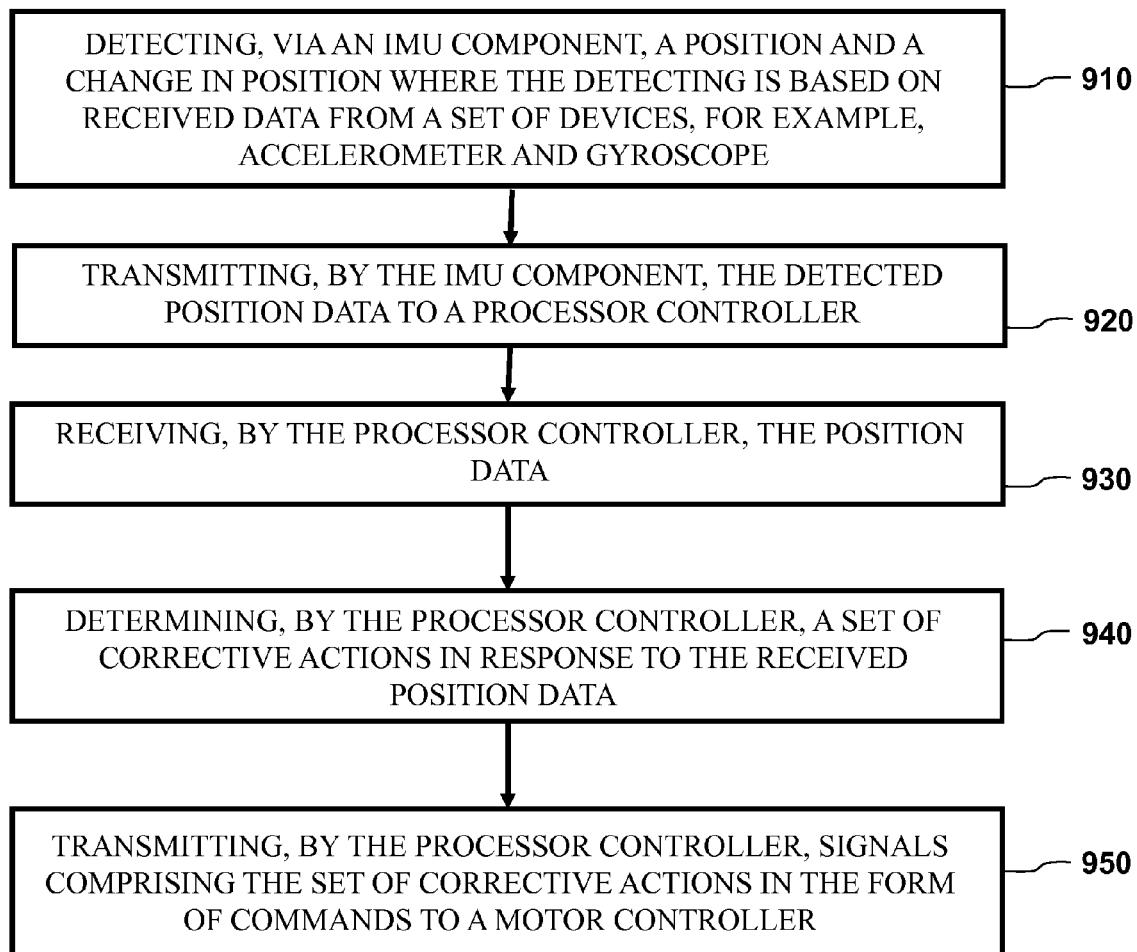 DETECTING, VIA AN IMU COMPONENT, A POSITION AND A
CHANGE IN POSITION WHERE THE DETECTING IS BASED ON
RECEIVED DATA FROM A SET OF DEVICES, FOR EXAMPLE,
ACCELEROMETER AND GYROSCOPE
910
TRANSMITTING, BY THE IMU COMPONENT, THE DETECTED
POSITION DATA TO A PROCESSOR CONTROLLER
920
RECEIVING, BY THE PROCESSOR CONTROLLER, THE POSITION
DATA
930
DETERMINING, BY THE PROCESSOR CONTROLLER, A SET OF
CORRECTIVE ACTIONS IN RESPONSE TO THE RECEIVED
POSITION DATA
940
TRANSMITTING, BY THE PROCESSOR CONTROLLER, SIGNALS
COMPRISING THE SET OF CORRECTIVE ACTIONS IN THE FORM
OF COMMANDS TO A MOTOR CONTROLLER
950